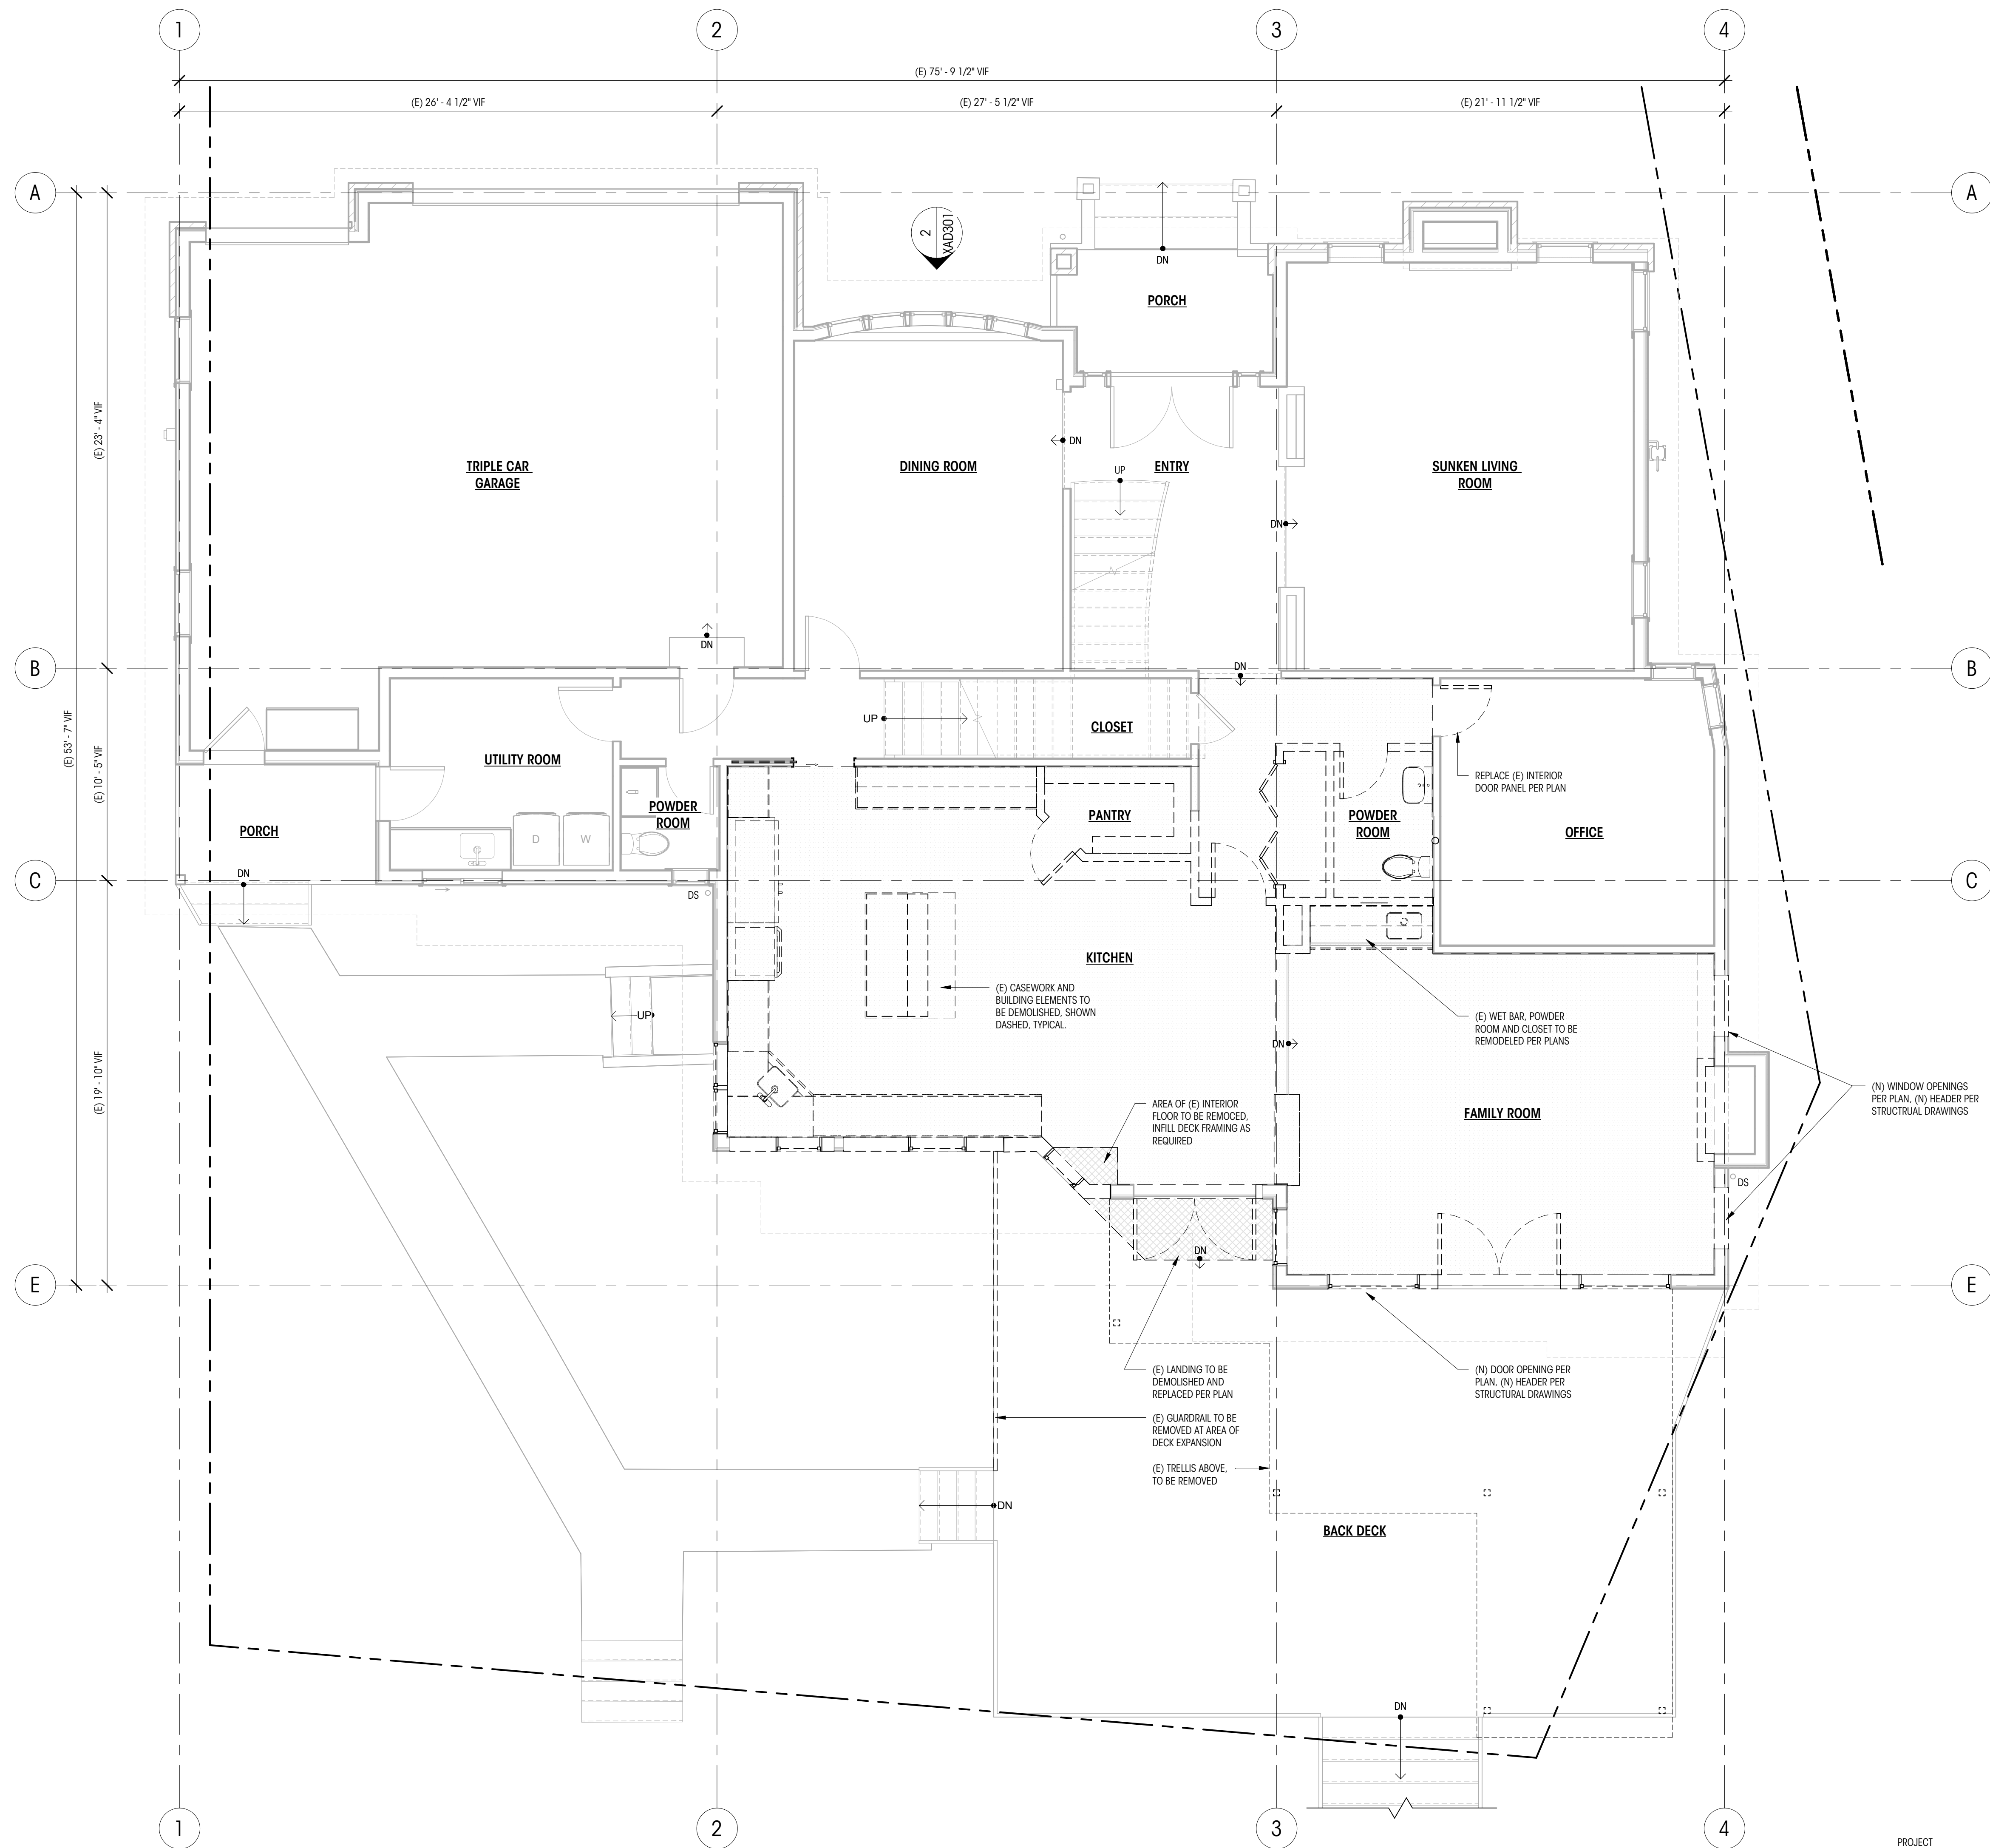 1
2
3
4
(E) 75' - 9 1/2" VIF
(E) 26' - 4 1/2" VIF
(E) 27' - 5 1/2" VIF
(E) 21' - 11 1/2" VIF
A
A
2
XAD301
DN
PORCH
(E) 23' - 4" VIF
TRIPLE CAR
GARAGE
DINING ROOM
DN
ENTRY
UP
SUNKEN LIVING
ROOM
DN
DN
B
DN
B
(E) 53' - 7" VIF
(E) 10' - 5" VIF
UP
CLOSET
UTILITY ROOM
REPLACE (E) INTERIOR
DOOR PANEL PER PLAN
POWDER
ROOM
PANTRY
POWDER
ROOM
OFFICE
PORCH
D
W
DN
C
DS
C
KITCHEN
(E) CASEWORK AND
BUILDING ELEMENTS TO
BE DEMOLISHED, SHOWN
DASHED, TYPICAL.
UP
(E) WET BAR, POWDER
ROOM AND CLOSET TO BE
REMODELED PER PLANS
DN
(E) 19' - 10" VIF
(N) WINDOW OPENINGS
PER PLAN, (N) HEADER PER
STRUCTRUAL DRAWINGS
AREA OF (E) INTERIOR
FLOOR TO BE REMOCED,
INFILL DECK FRAMING AS
REQUIRED
FAMILY ROOM
DS
DN
E
E
(E) LANDING TO BE
DEMOLISHED AND
REPLACED PER PLAN
(N) DOOR OPENING PER
PLAN, (N) HEADER PER
STRUCTURAL DRAWINGS
(E) GUARDRAIL TO BE
REMOVED AT AREA OF
DECK EXPANSION
(E) TRELLIS ABOVE,
TO BE REMOVED
DN
BACK DECK
DN
1
2
3
4
PROJECT